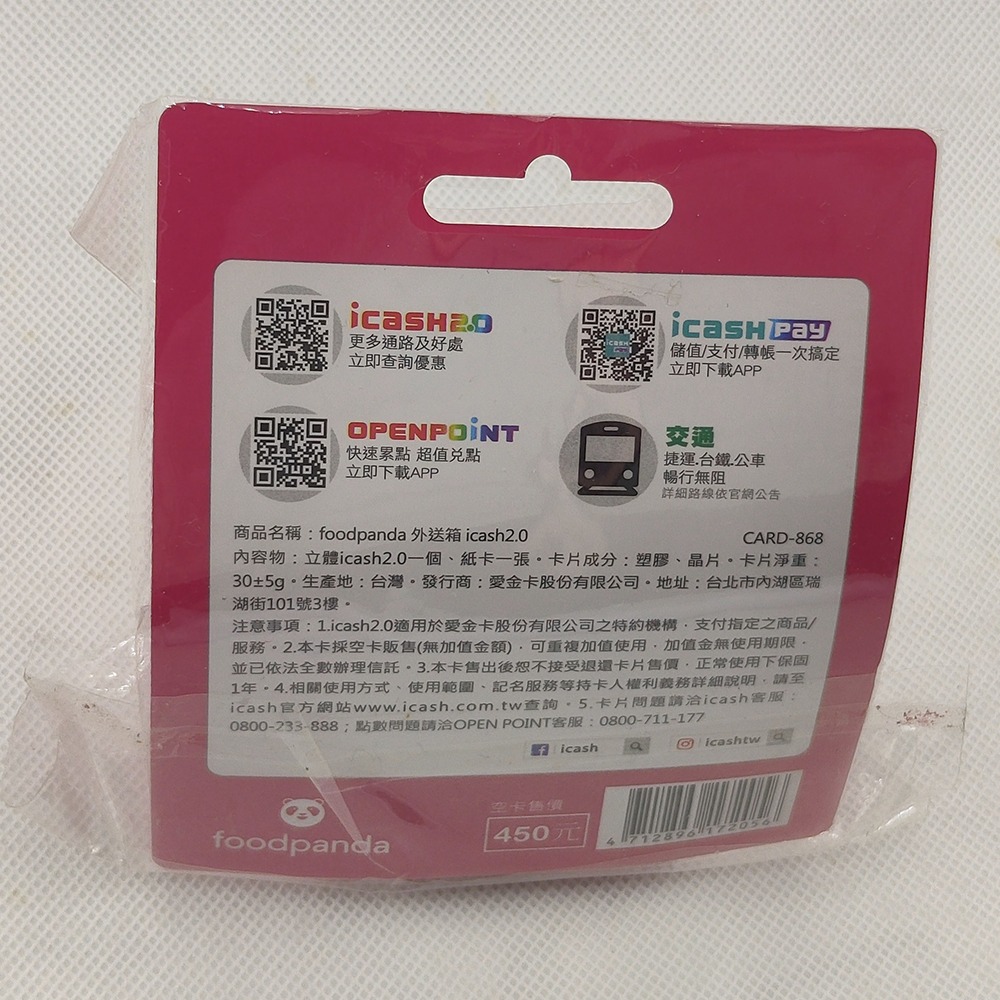 icash2.0
更多通路及好處
立即查詢優惠
icash Pay
儲值/支付/轉帳一次搞定
立即下載APP
icash
OPENPOINT
快速累點 超值兌點
立即下載APP
交通
捷運.台鐵.公車
暢行無阻
詳細路線依官網公告
商品名稱：foodpanda 外送箱 icash2.0
CARD-868
內容物：立體icash2.0一個、紙卡一張。卡片成分：塑膠、晶片。卡片淨重：
30±5g。生產地：台灣。發行商：愛金卡股份有限公司。地址：台北市內湖區瑞
湖街101號3樓。
注意事項：1.icash2.0適用於愛金卡股份有限公司之特約機構，支付指定之商品/
服務。2.本卡採空卡販售(無加值金額)，可重複加值使用，加值金無使用期限，
並已依法全數辦理信託。3.本卡售出後恕不接受退還卡片售價，正常使用下保固
1年。4.相關使用方式、使用範圍、記名服務等持卡人權利義務詳細說明，請至
icash官方網站www.icash.com.tw查詢。5.卡片問題請洽icash客服：
0800-233-888；點數問題請洽OPEN POINT客服：0800-711-177
f icash
icashtw
foodpanda
空卡售價
450元
4 712896 172056